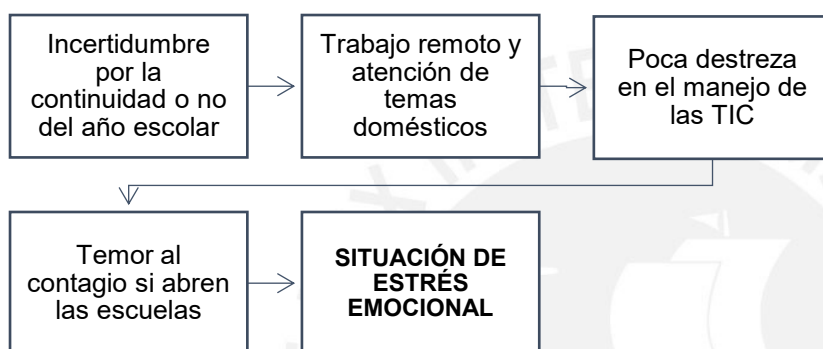 Incertidumbre
por la
continuidad o no
del año escolar
Trabajo remoto y
atención de
temas
domésticos
Poca destreza
en el manejo de
las TIC
Temor al
contagio si abren
las escuelas
SITUACIÓN DE
ESTRÉS
EMOCIONAL